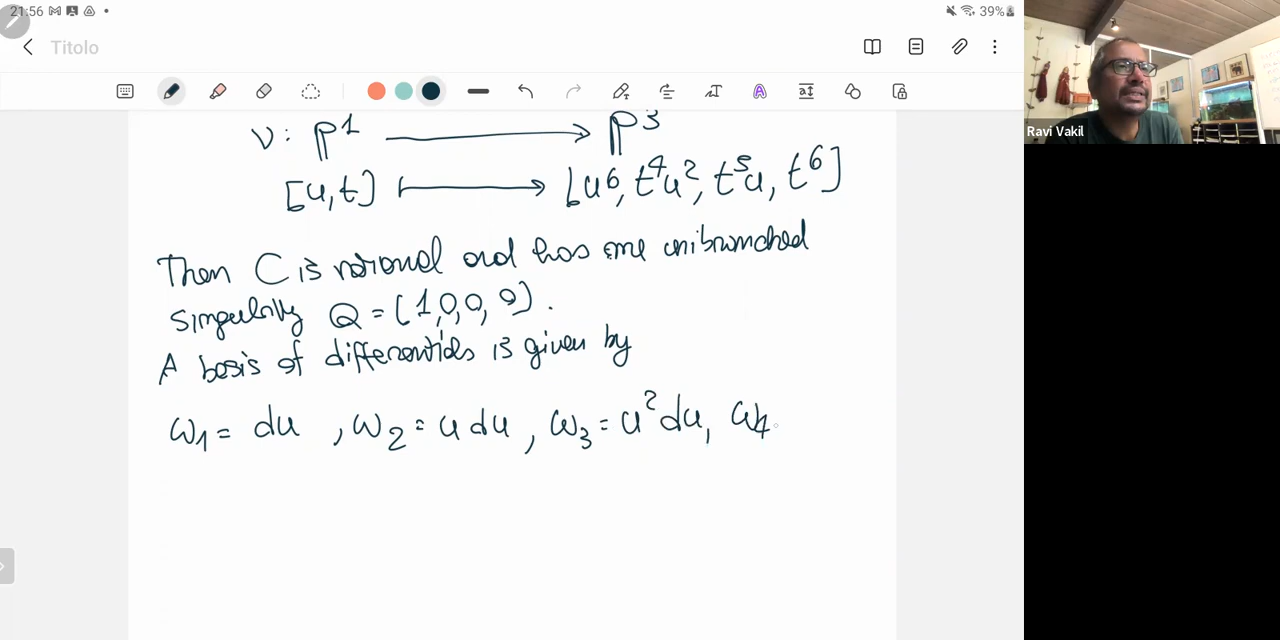 21:56
39%
Titolo
Ravi Vakil
ν: ℙ¹ ⟶ ℙ³
[u,t] ⟼ [u⁶, t⁴u², t⁵u, t⁶]
Then C is rational and has one unibranched
singularity Q = [1,0,0,0].
A basis of differentials is given by
ω₁ = du, ω₂ = u du, ω₃ = u² du, ω₄